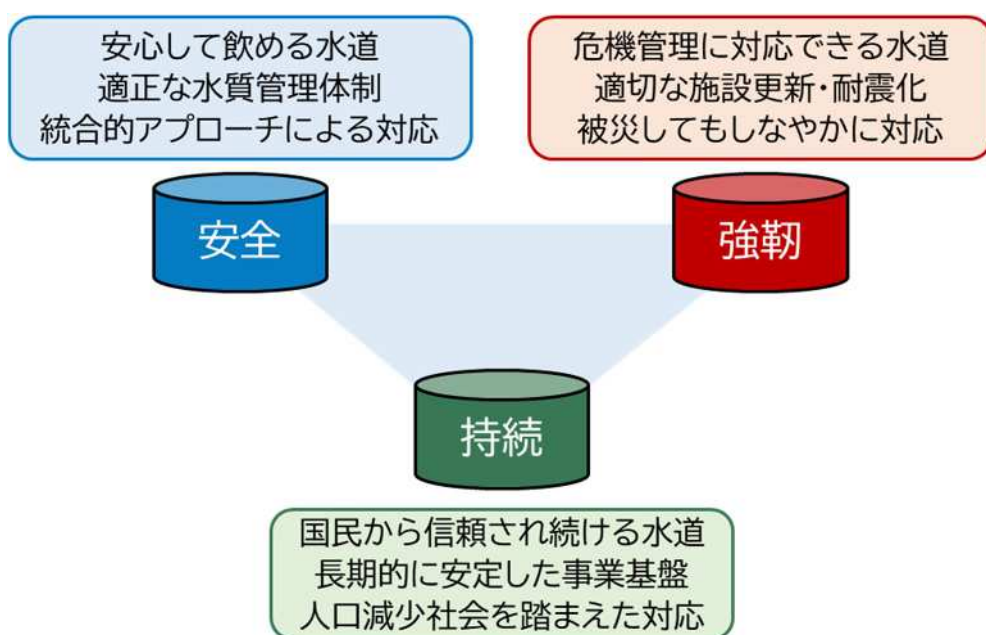 安心して飲める水道
適正な水質管理体制
統合的アプローチによる対応
危機管理に対応できる水道
適切な施設更新・耐震化
被災してもしなやかに対応
安全
強靭
持続
国民から信頼され続ける水道
長期的に安定した事業基盤
人口減少社会を踏まえた対応